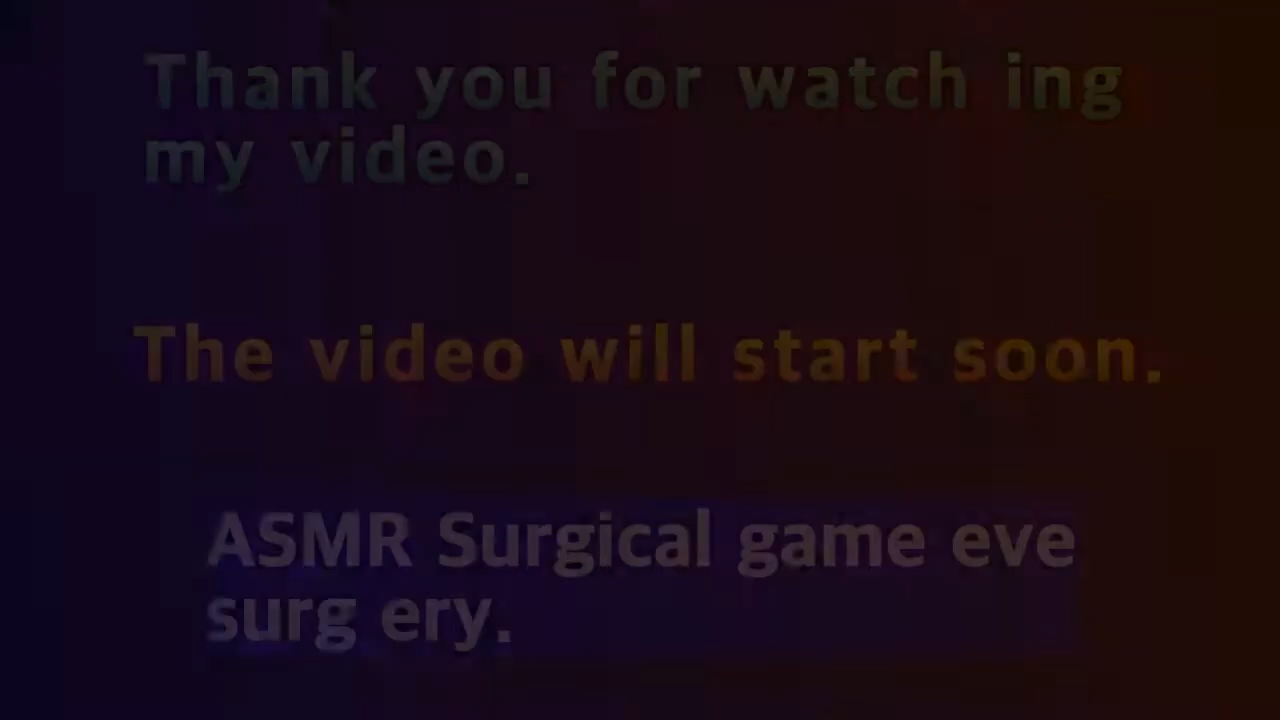 Thank you for watch ing
my video.
The video will start soon.
ASMR Surgical game eve
surg ery.